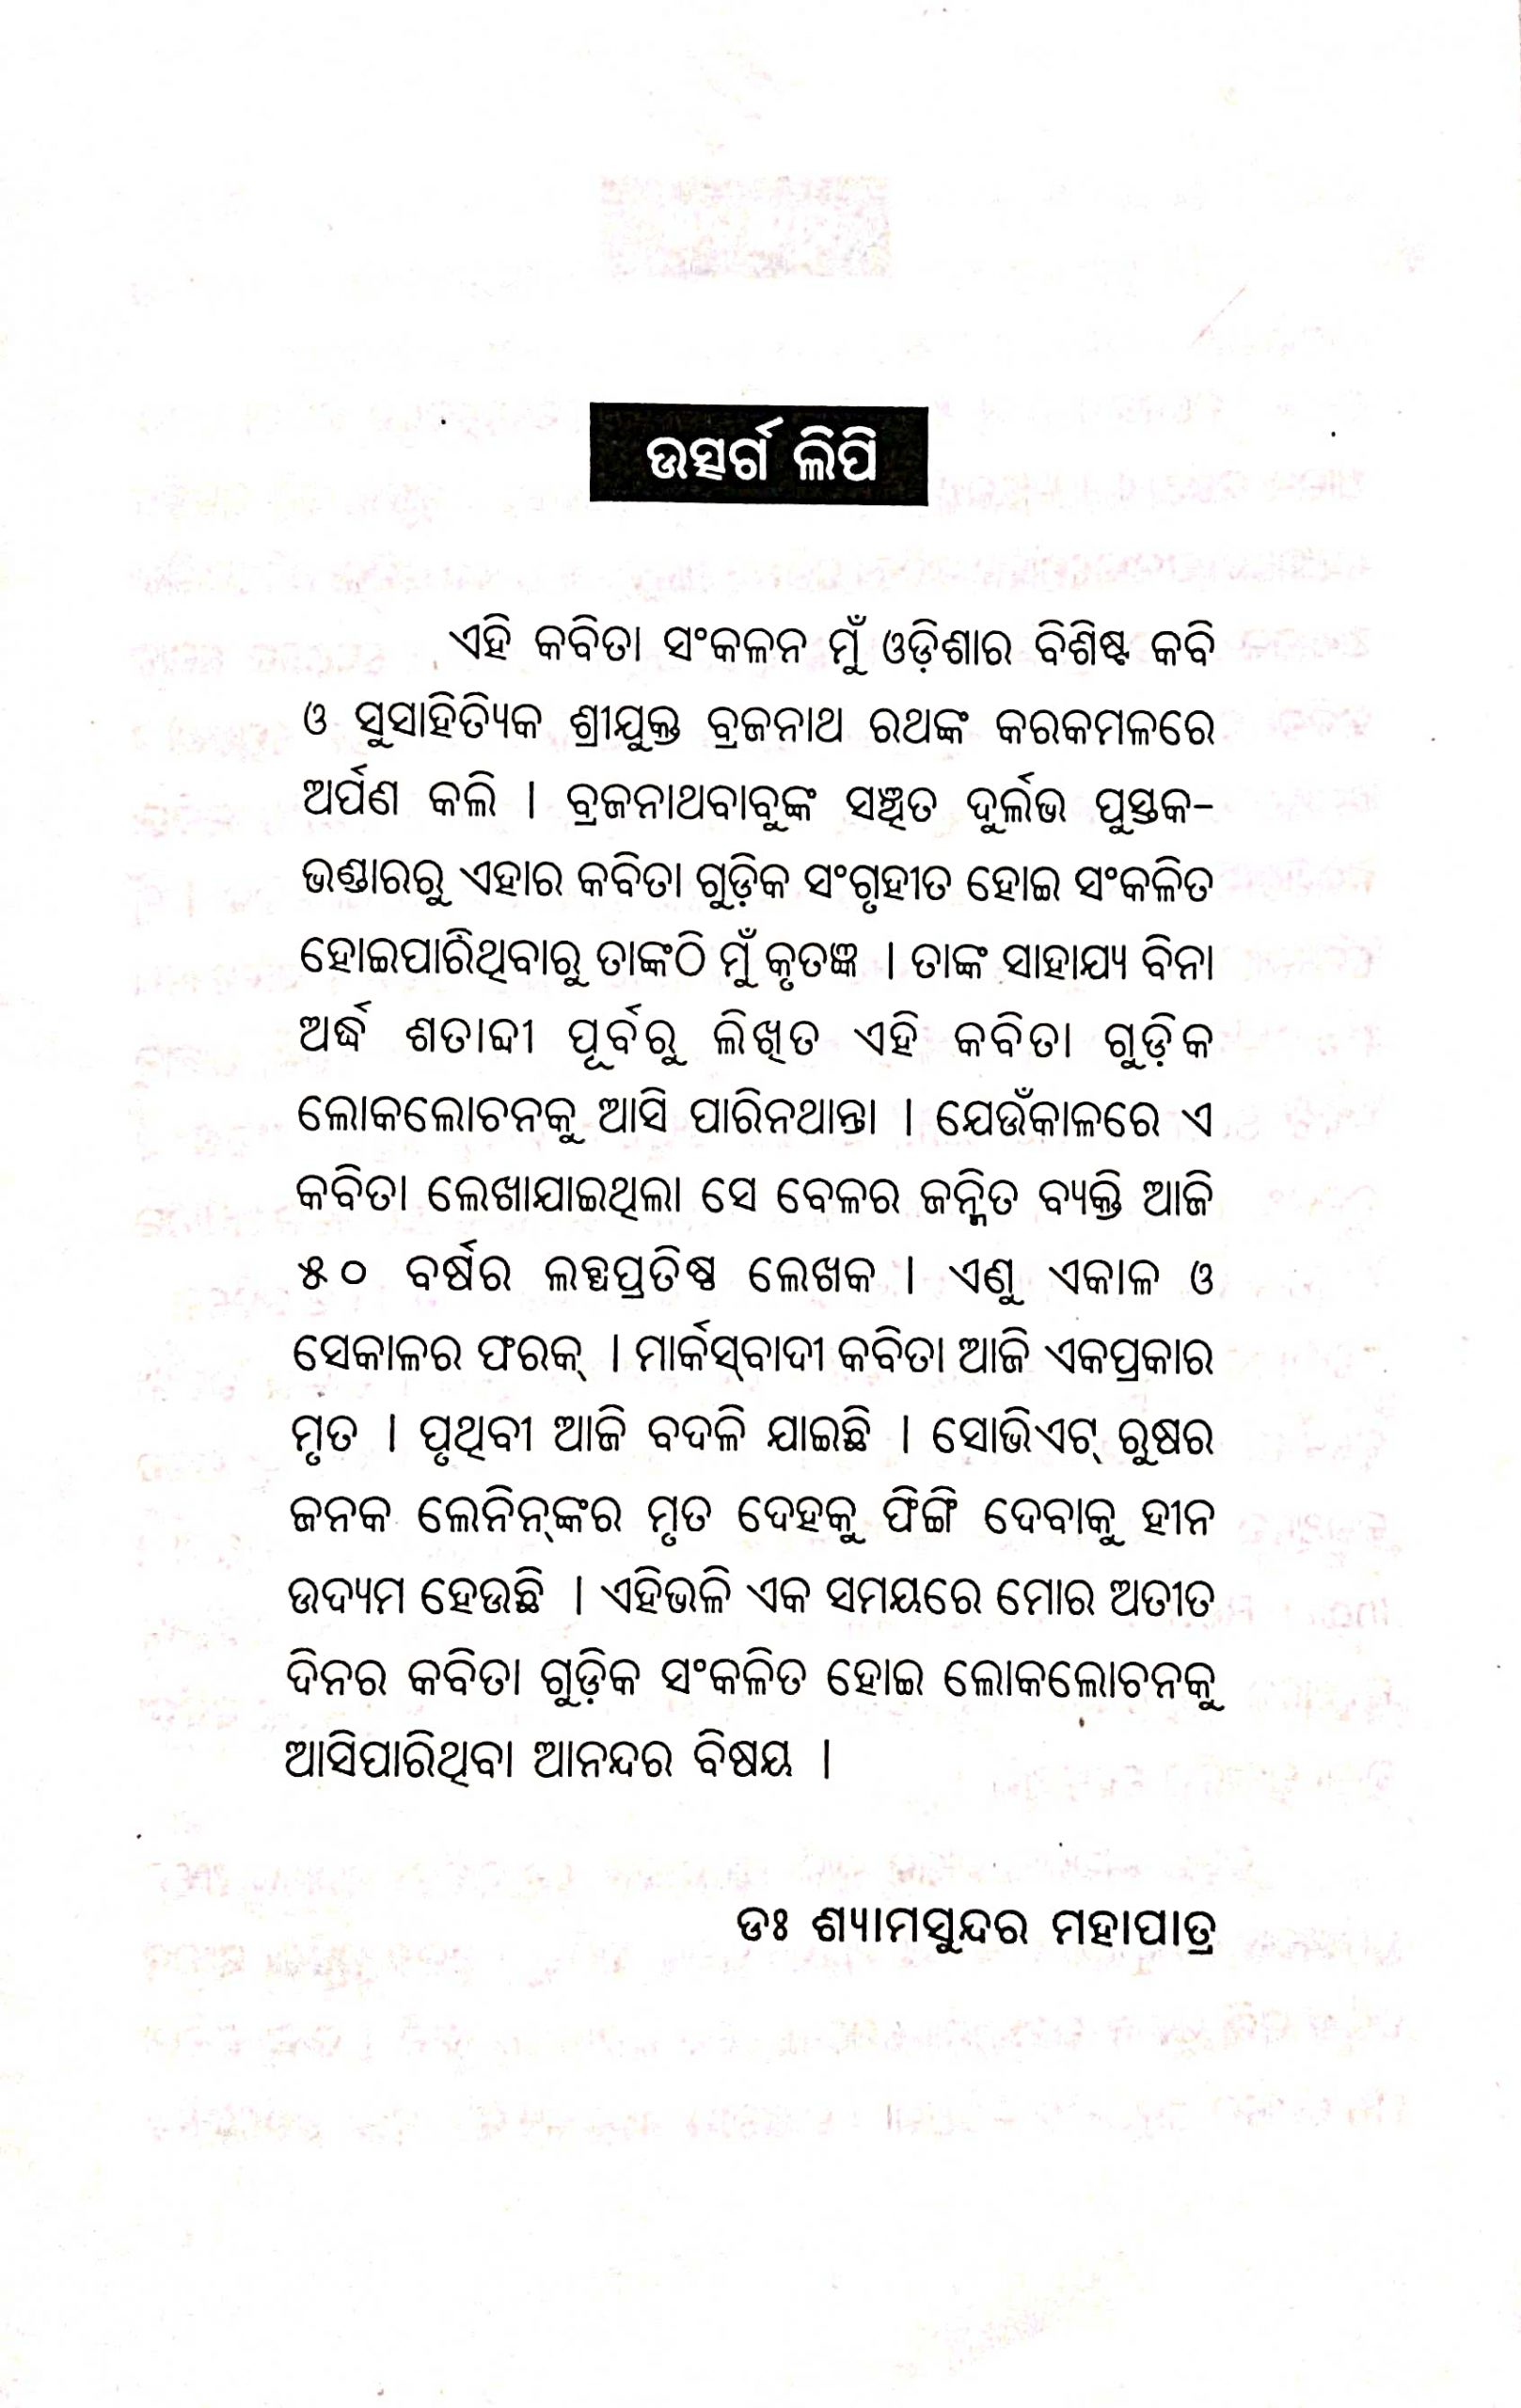 ଉତ୍ସର୍ଗ ଲିପି
ଏହି କବିତା ସଂକଳନ ମୁଁ ଓଡ଼ିଶାର ବିଶିଷ୍ଟ କବି
ଓ ସୁସାହିତ୍ୟିକ ଶ୍ରୀଯୁକ୍ତ ବ୍ରଜନାଥ ରଥଙ୍କ କରକମଳରେ
ଅର୍ପଣ କଲି । ବ୍ରଜନାଥବାବୁଙ୍କ ସଞ୍ଚିତ ଦୁର୍ଲଭ ପୁସ୍ତକ-
ଭଣ୍ଡାରରୁ ଏହାର କବିତା ଗୁଡ଼ିକ ସଂଗୃହୀତ ହୋଇ ସଂକଳିତ
ହୋଇପାରିଥିବାରୁ ତାଙ୍କଠି ମୁଁ କୃତଜ୍ଞ । ତାଙ୍କ ସାହାଯ୍ୟ ବିନା
ଅର୍ଦ୍ଧ ଶତାବ୍ଦୀ ପୂର୍ବରୁ ଲିଖିତ ଏହି କବିତା ଗୁଡ଼ିକ
ଲୋକଲୋଚନକୁ ଆସି ପାରିନଥାନ୍ତା । ଯେଉଁକାଳରେ ଏ
କବିତା ଲେଖାଯାଇଥିଲା ସେ ବେଳର ଜନ୍ମିତ ବ୍ୟକ୍ତି ଆଜି
୫୦ ବର୍ଷର ଲବ୍ଧପ୍ରତିଷ୍ଠ ଲେଖକ । ଏଣୁ ଏକାଳ ଓ
ସେକାଳର ଫରକ୍ । ମାର୍କସ୍‌ବାଦୀ କବିତା ଆଜି ଏକପ୍ରକାର
ମୃତ । ପୃଥିବୀ ଆଜି ବଦଳି ଯାଇଛି । ସୋଭିଏଟ୍ ରୁଷର
ଜନକ ଲେନିନ୍‌ଙ୍କର ମୃତ ଦେହକୁ ଫିଙ୍ଗି ଦେବାକୁ ହୀନ
ଉଦ୍ୟମ ହେଉଛି । ଏହିଭଳି ଏକ ସମୟରେ ମୋର ଅତୀତ
ଦିନର କବିତା ଗୁଡ଼ିକ ସଂକଳିତ ହୋଇ ଲୋକଲୋଚନକୁ
ଆସିପାରିଥିବା ଆନନ୍ଦର ବିଷୟ ।
ଡଃ ଶ୍ୟାମସୁନ୍ଦର ମହାପାତ୍ର